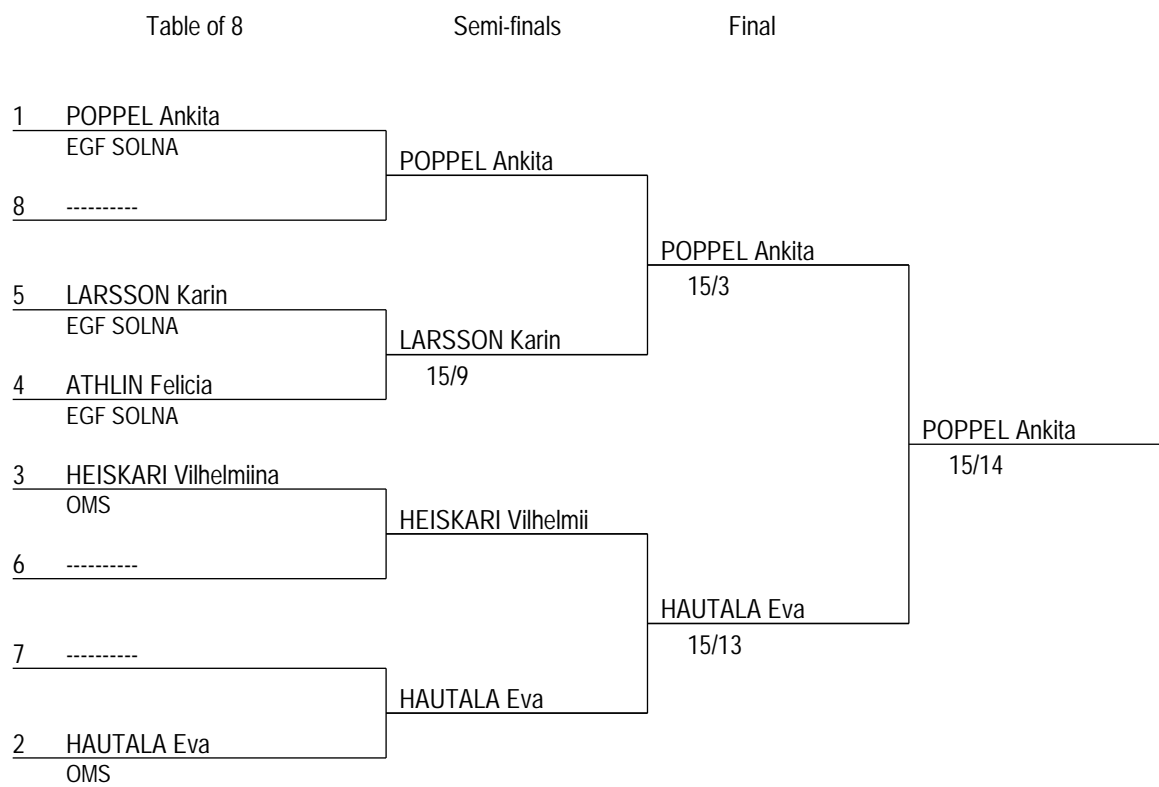 Table of 8 Semi-finals Final
1 POPPEL Ankita
EGF SOLNA
POPPEL Ankita
8 ----------
POPPEL Ankita
15/3
5 LARSSON Karin
EGF SOLNA
LARSSON Karin
15/9
4 ATHLIN Felicia
EGF SOLNA
POPPEL Ankita
15/14
3 HEISKARI Vilhelmiina
OMS
HEISKARI Vilhelmii
6 ----------
HAUTALA Eva
15/13
7 ----------
HAUTALA Eva
2 HAUTALA Eva
OMS